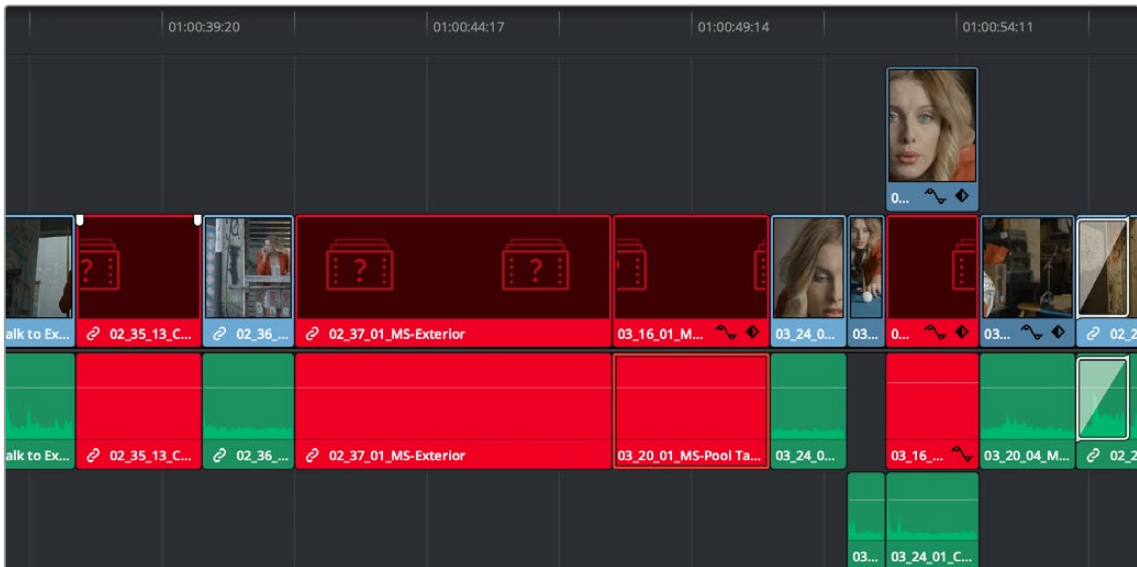 01:00:39:20
01:00:44:17
01:00:49:14
01:00:54:11
0...
alk to Ex...
02_35_13_C...
02_36_...
02_37_01_MS-Exterior
03_16_01_M...
03_24_0...
03...
0...
03...
02_2
alk to Ex...
02_35_13_C...
02_36_...
02_37_01_MS-Exterior
03_20_01_MS-Pool Ta...
03_24_0...
03_16_...
03_20_04_M...
02_2
03...
03_24_01_C...